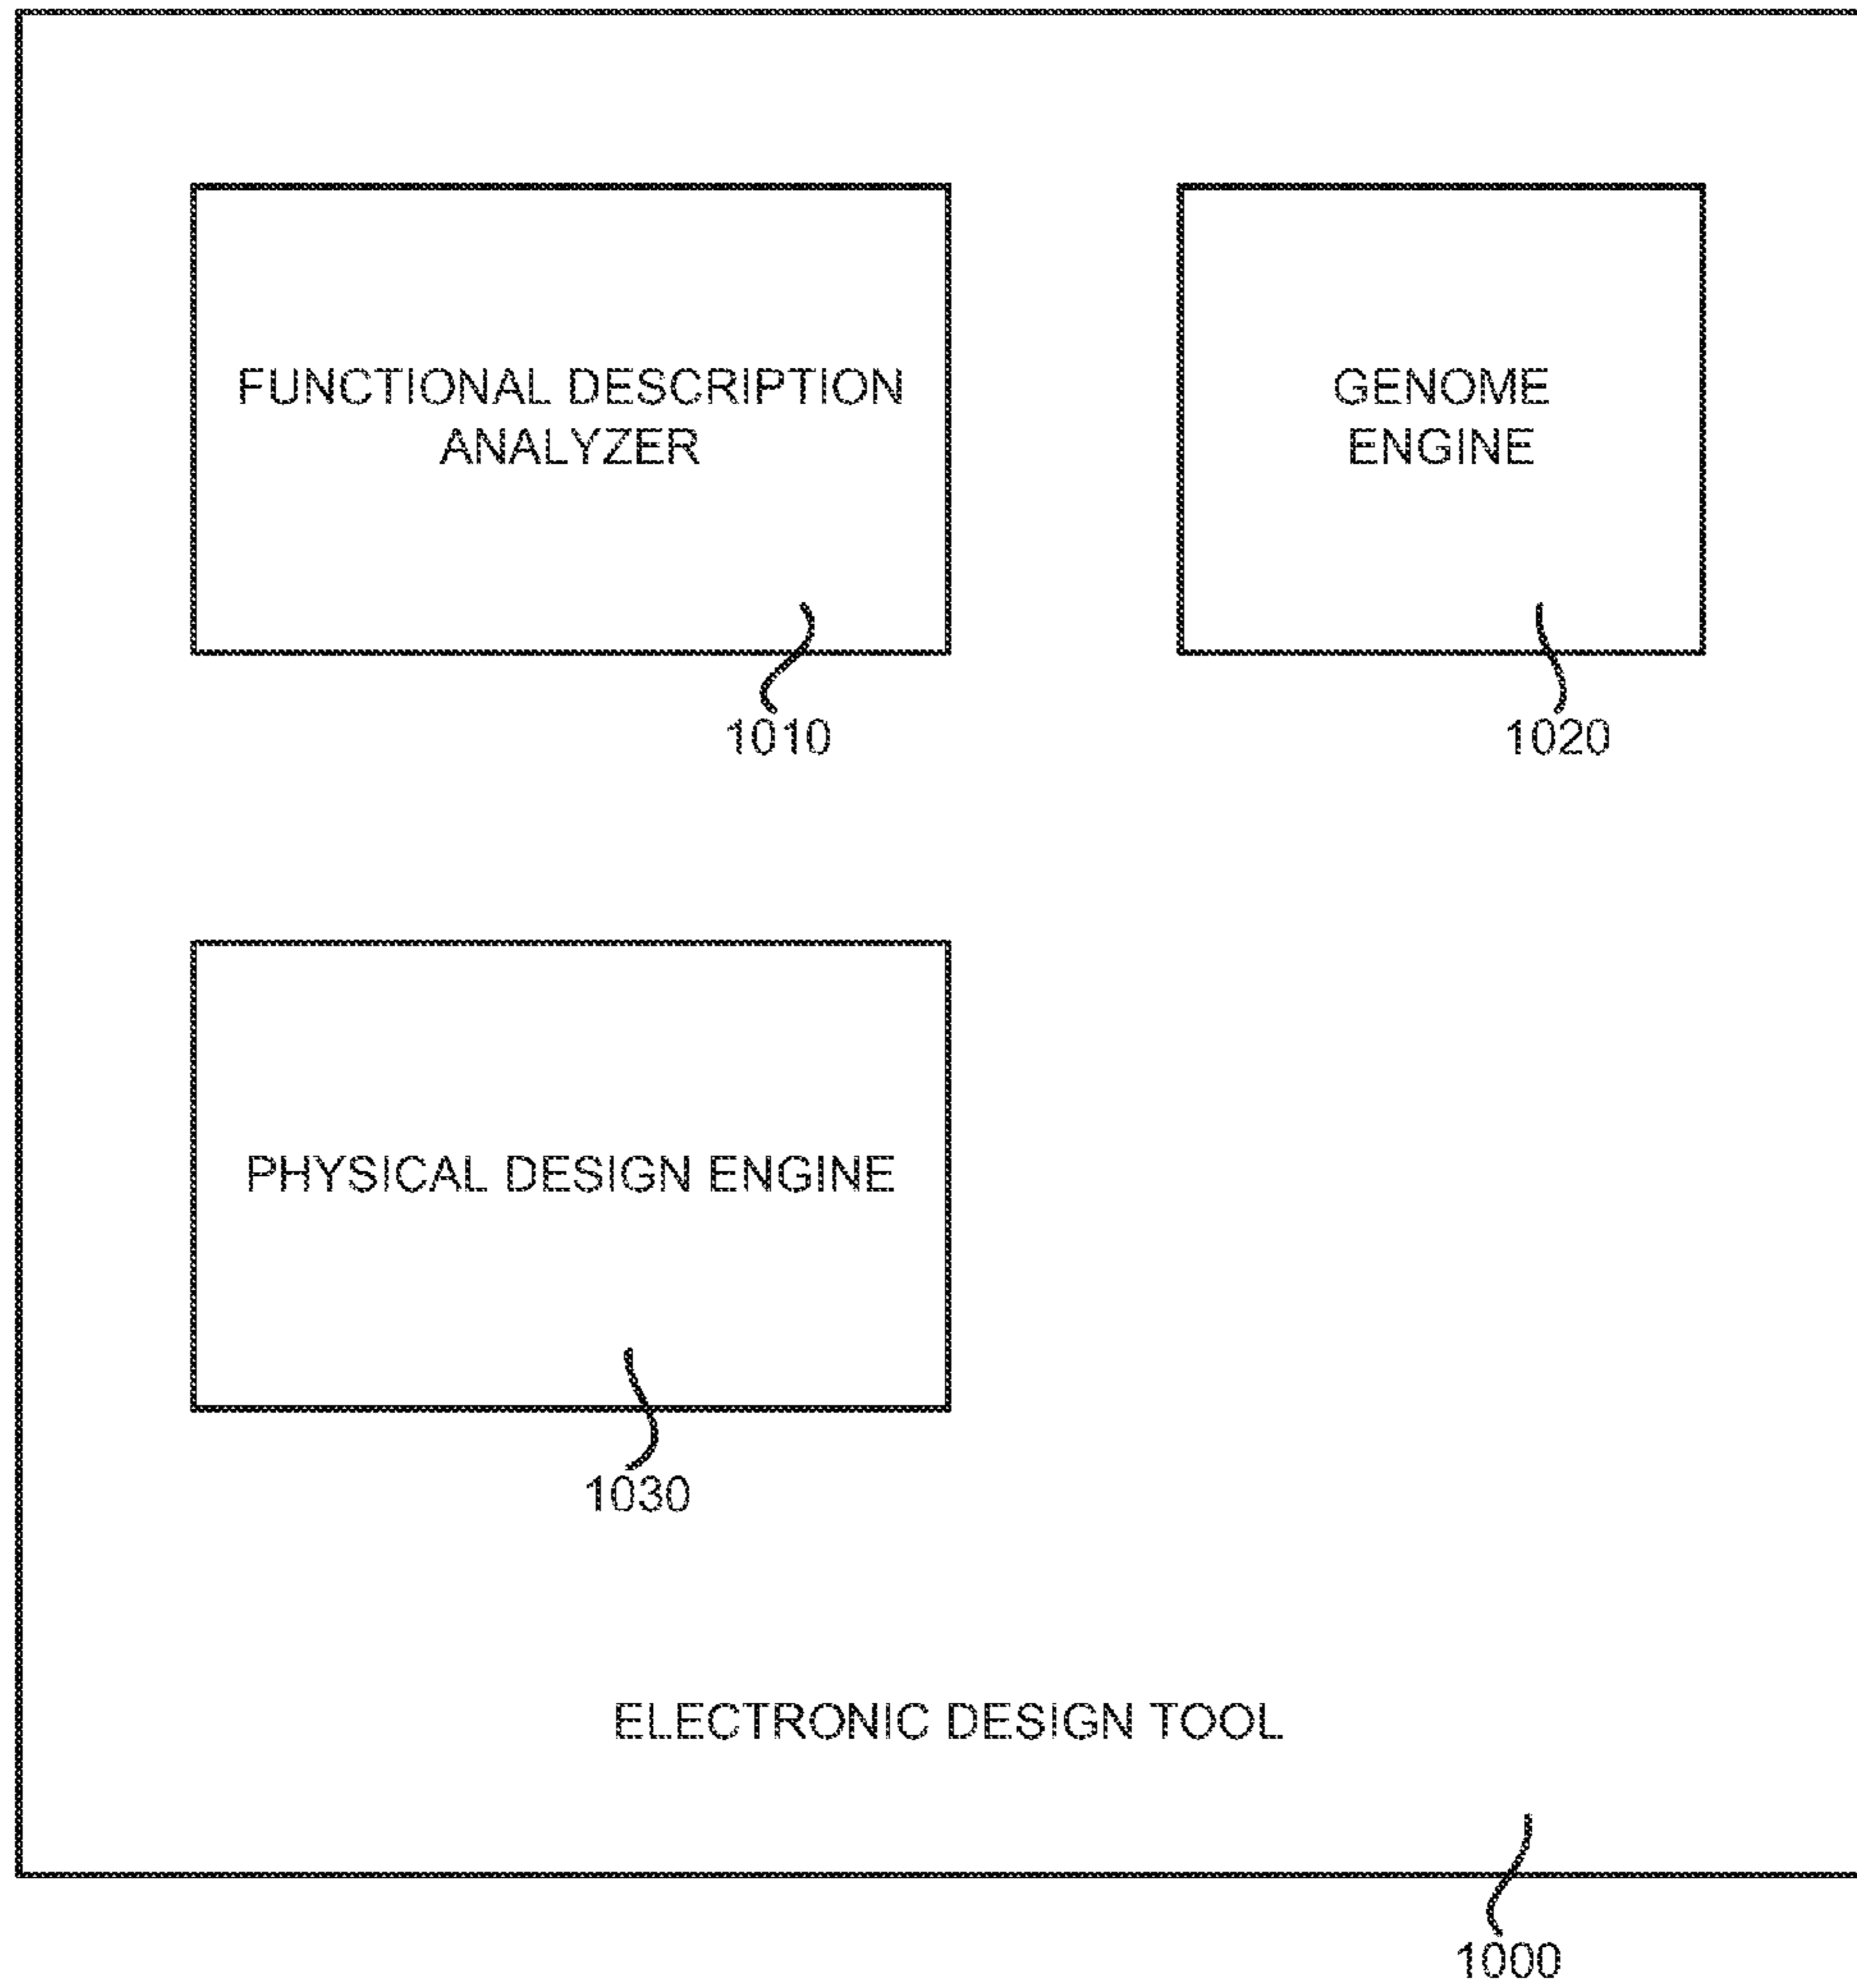 FUNCTIONAL DESCRIPTION
ANALYZER
1010
GENOME
ENGINE
1020
PHYSICAL DESIGN ENGINE
1030
ELECTRONIC DESIGN TOOL
1000